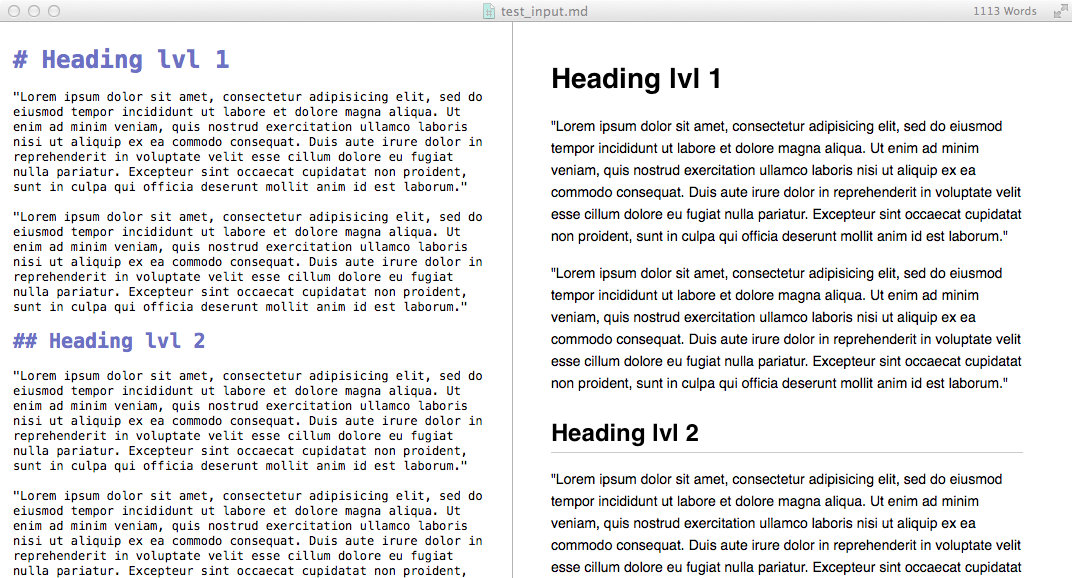 test_input.md
1113 Words
# Heading lvl 1
"Lorem ipsum dolor sit amet, consectetur adipisicing elit, sed do
eiusmod tempor incididunt ut labore et dolore magna aliqua. Ut
enim ad minim veniam, quis nostrud exercitation ullamco laboris
nisi ut aliquip ex ea commodo consequat. Duis aute irure dolor in
reprehenderit in voluptate velit esse cillum dolore eu fugiat
nulla pariatur. Excepteur sint occaecat cupidatat non proident,
sunt in culpa qui officia deserunt mollit anim id est laborum."
"Lorem ipsum dolor sit amet, consectetur adipisicing elit, sed do
eiusmod tempor incididunt ut labore et dolore magna aliqua. Ut
enim ad minim veniam, quis nostrud exercitation ullamco laboris
nisi ut aliquip ex ea commodo consequat. Duis aute irure dolor in
reprehenderit in voluptate velit esse cillum dolore eu fugiat
nulla pariatur. Excepteur sint occaecat cupidatat non proident,
sunt in culpa qui officia deserunt mollit anim id est laborum."
## Heading lvl 2
"Lorem ipsum dolor sit amet, consectetur adipisicing elit, sed do
eiusmod tempor incididunt ut labore et dolore magna aliqua. Ut
enim ad minim veniam, quis nostrud exercitation ullamco laboris
nisi ut aliquip ex ea commodo consequat. Duis aute irure dolor in
reprehenderit in voluptate velit esse cillum dolore eu fugiat
nulla pariatur. Excepteur sint occaecat cupidatat non proident,
sunt in culpa qui officia deserunt mollit anim id est laborum."
"Lorem ipsum dolor sit amet, consectetur adipisicing elit, sed do
eiusmod tempor incididunt ut labore et dolore magna aliqua. Ut
enim ad minim veniam, quis nostrud exercitation ullamco laboris
nisi ut aliquip ex ea commodo consequat. Duis aute irure dolor in
reprehenderit in voluptate velit esse cillum dolore eu fugiat
nulla pariatur. Excepteur sint occaecat cupidatat non proident,
Heading lvl 1
"Lorem ipsum dolor sit amet, consectetur adipisicing elit, sed do eiusmod
tempor incididunt ut labore et dolore magna aliqua. Ut enim ad minim
veniam, quis nostrud exercitation ullamco laboris nisi ut aliquip ex ea
commodo consequat. Duis aute irure dolor in reprehenderit in voluptate velit
esse cillum dolore eu fugiat nulla pariatur. Excepteur sint occaecat cupidatat
non proident, sunt in culpa qui officia deserunt mollit anim id est laborum."
"Lorem ipsum dolor sit amet, consectetur adipisicing elit, sed do eiusmod
tempor incididunt ut labore et dolore magna aliqua. Ut enim ad minim
veniam, quis nostrud exercitation ullamco laboris nisi ut aliquip ex ea
commodo consequat. Duis aute irure dolor in reprehenderit in voluptate velit
esse cillum dolore eu fugiat nulla pariatur. Excepteur sint occaecat cupidatat
non proident, sunt in culpa qui officia deserunt mollit anim id est laborum."
Heading lvl 2
"Lorem ipsum dolor sit amet, consectetur adipisicing elit, sed do eiusmod
tempor incididunt ut labore et dolore magna aliqua. Ut enim ad minim
veniam, quis nostrud exercitation ullamco laboris nisi ut aliquip ex ea
commodo consequat. Duis aute irure dolor in reprehenderit in voluptate velit
esse cillum dolore eu fugiat nulla pariatur. Excepteur sint occaecat cupidatat